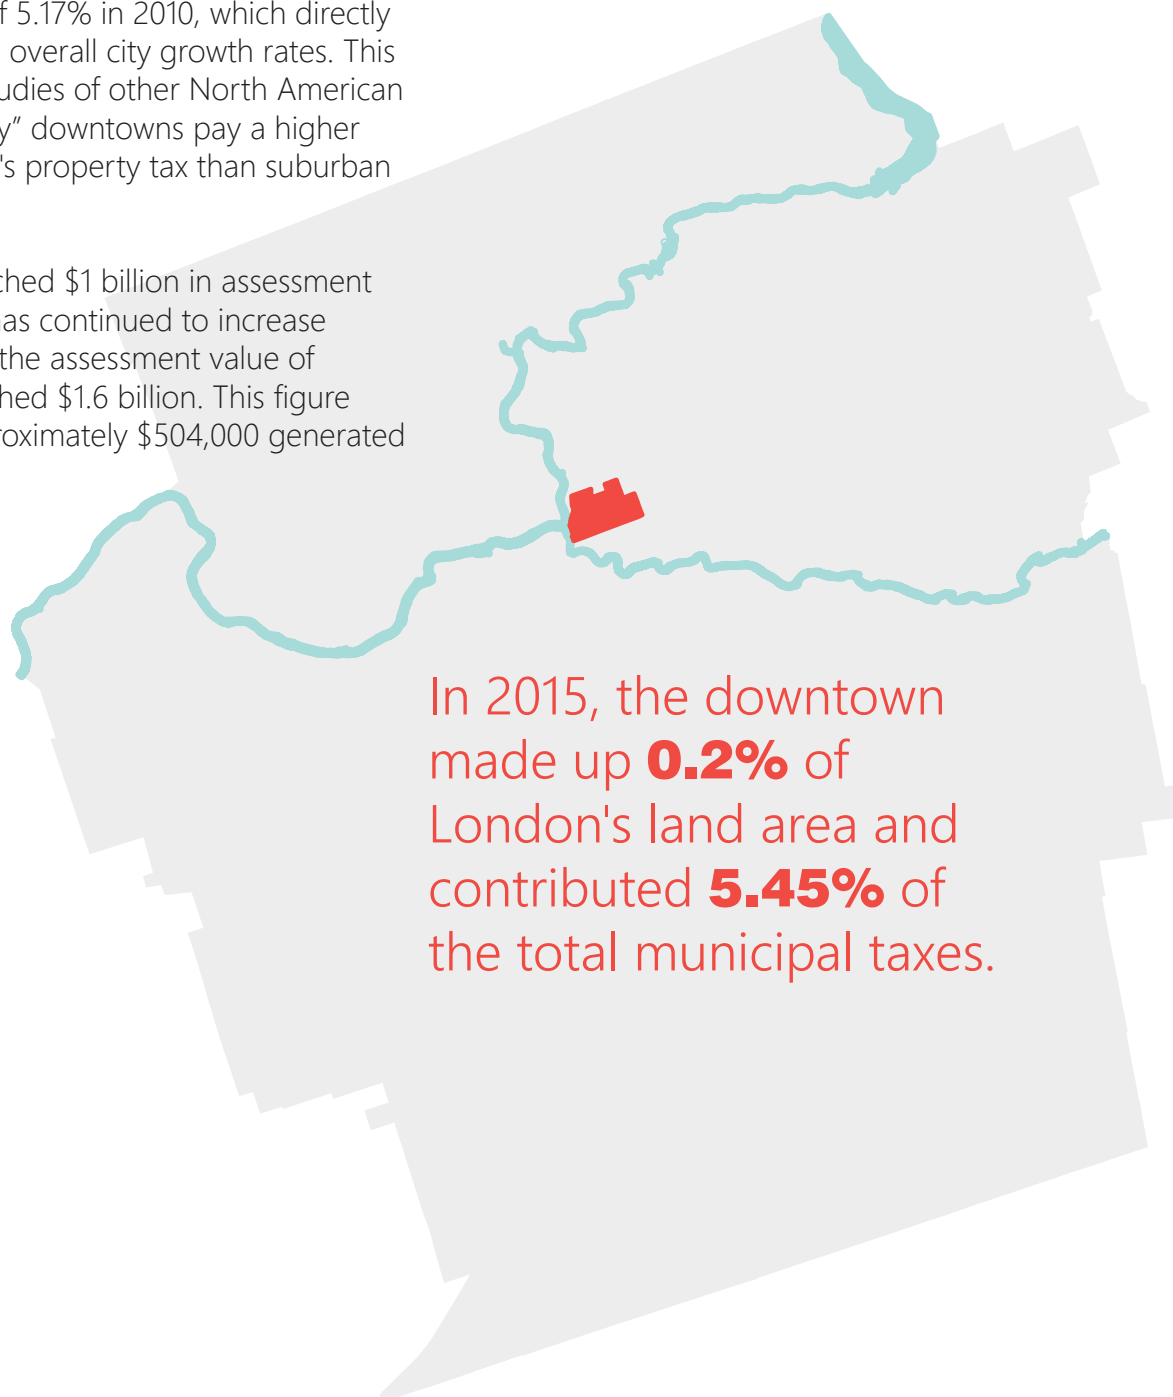 f 5.17% in 2010, which directly
overall city growth rates. This
udies of other North American
y” downtowns pay a higher
's property tax than suburban
ched $1 billion in assessment
has continued to increase
the assessment value of
hed $1.6 billion. This figure
roximately $504,000 generated
In 2015, the downtown
made up 0.2% of
London's land area and
contributed 5.45% of
the total municipal taxes.